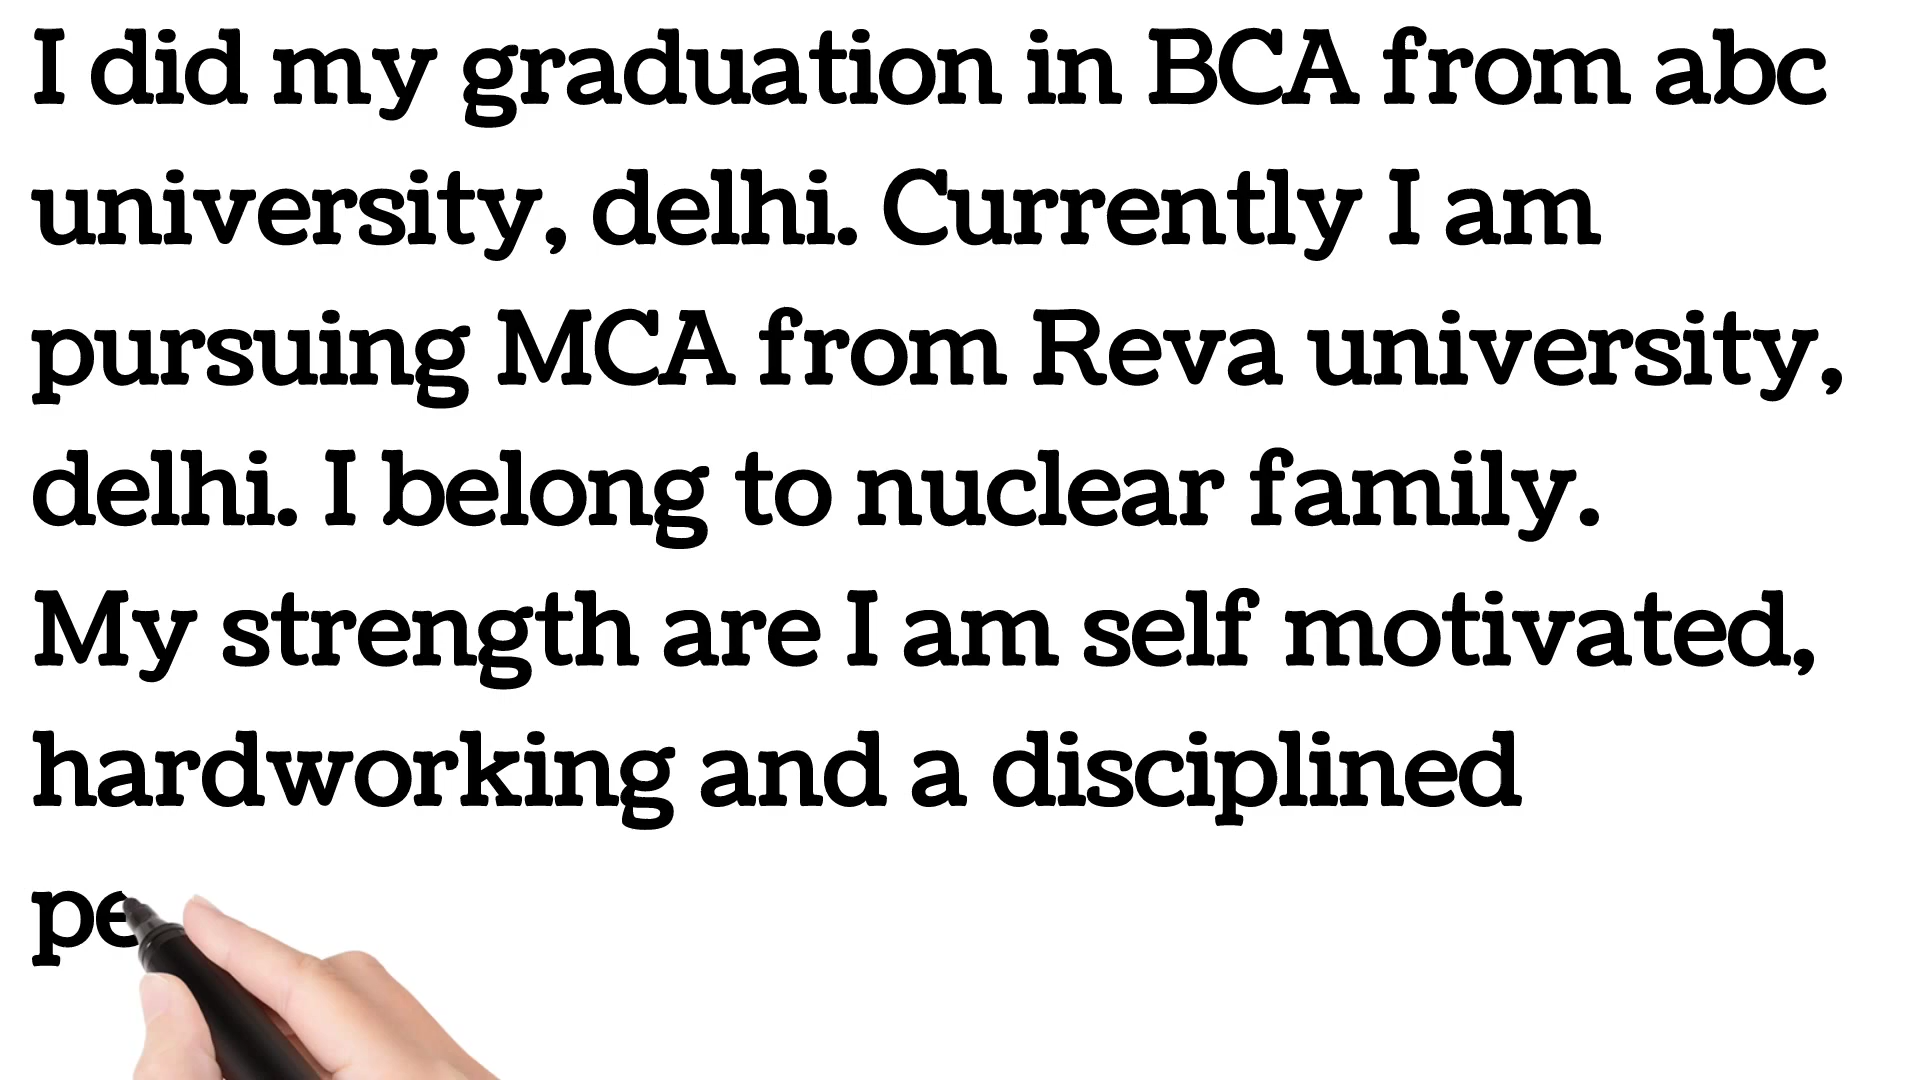 I did my graduation in BCA from abc
university, delhi. Currently I am
pursuing MCA from Reva university,
delhi. I belong to nuclear family.
My strength are I am self motivated,
hardworking and a disciplined
pe